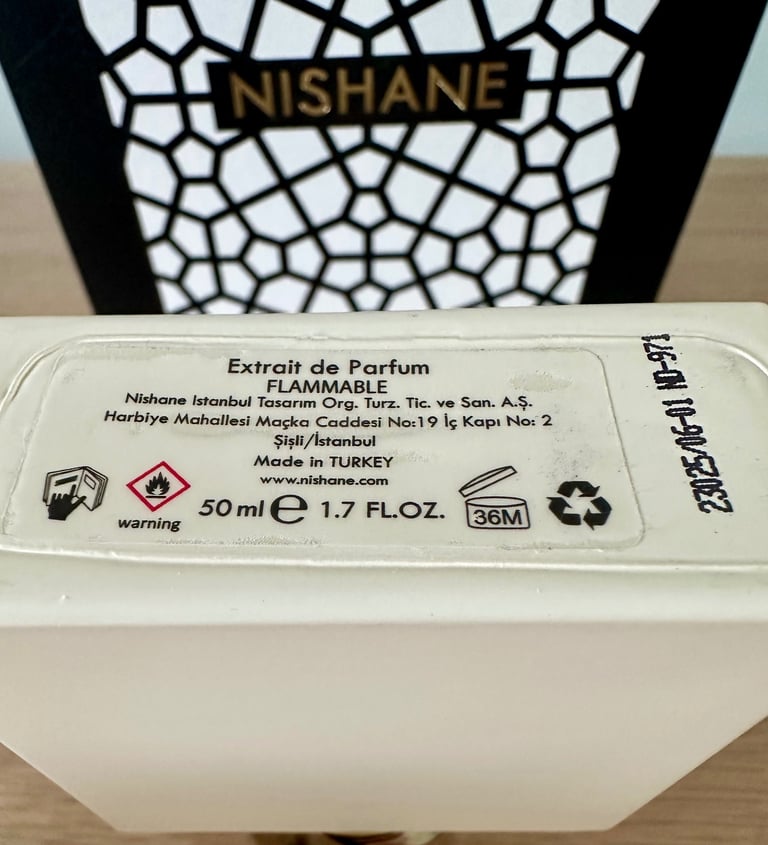 NISHANE
Extrait de Parfum
FLAMMABLE
Nishane Istanbul Tasarım Org. Turz. Tic. ve San. A.Ş.
Harbiye Mahallesi Maçka Caddesi No:19 İç Kapı No: 2
Şişli/İstanbul
Made in TURKEY
www.nishane.com
warning
50 ml e 1.7 FL.OZ.
36M
23025/06-01 ND-971